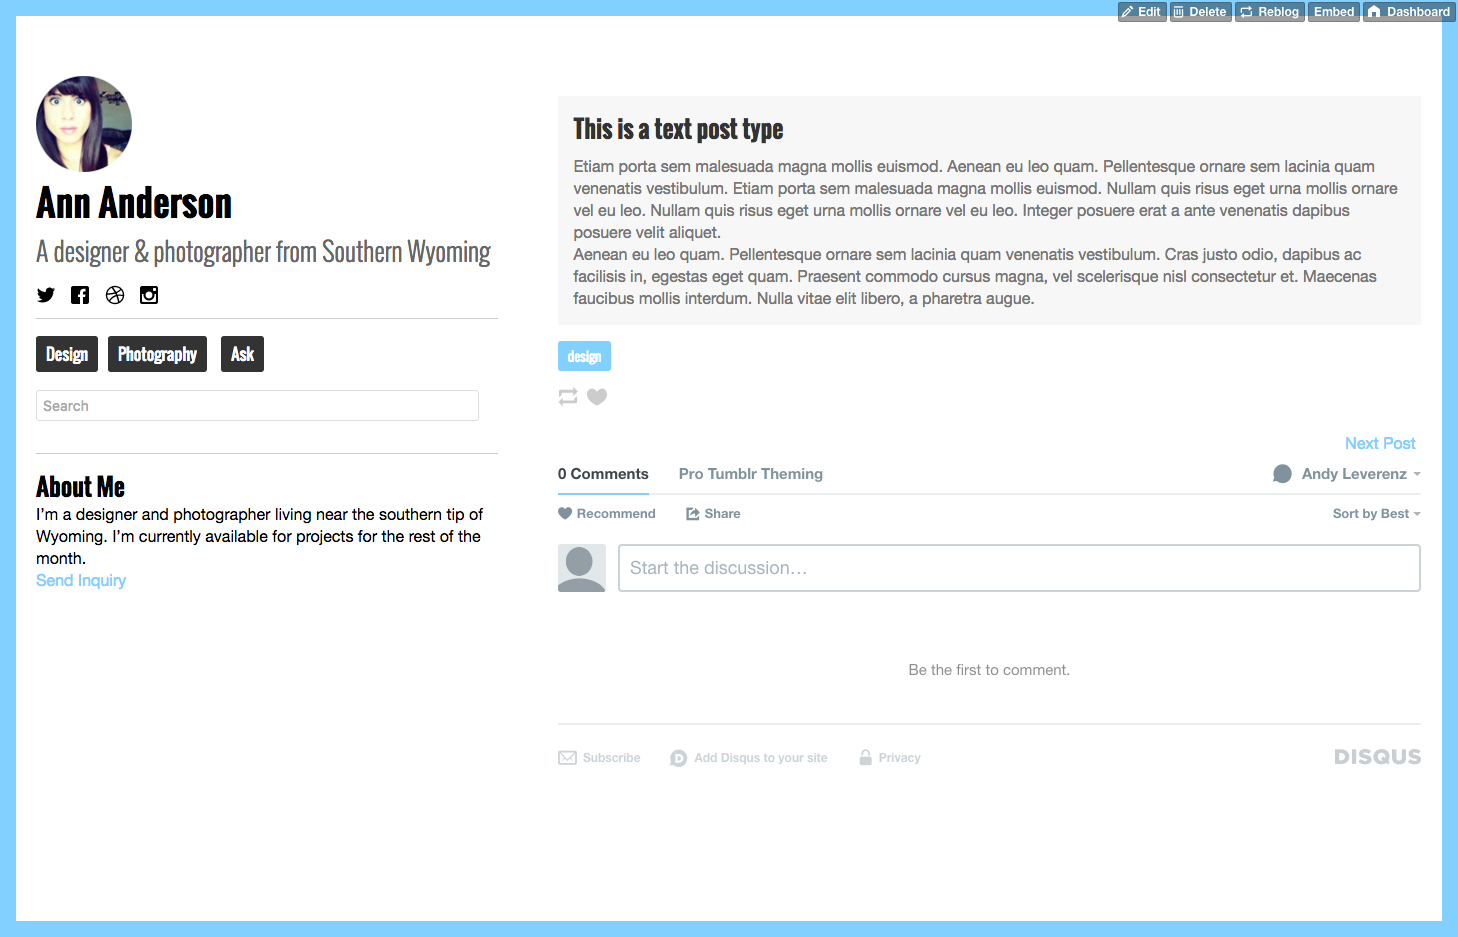 Edit Delete Reblog Embed Dashboard
Ann Anderson
A designer & photographer from Southern Wyoming
Design Photography Ask
Search
About Me
I’m a designer and photographer living near the southern tip of
Wyoming. I’m currently available for projects for the rest of the
month.
Send Inquiry
This is a text post type
Etiam porta sem malesuada magna mollis euismod. Aenean eu leo quam. Pellentesque ornare sem lacinia quam
venenatis vestibulum. Etiam porta sem malesuada magna mollis euismod. Nullam quis risus eget urna mollis ornare
vel eu leo. Nullam quis risus eget urna mollis ornare vel eu leo. Integer posuere erat a ante venenatis dapibus
posuere velit aliquet.
Aenean eu leo quam. Pellentesque ornare sem lacinia quam venenatis vestibulum. Cras justo odio, dapibus ac
facilisis in, egestas eget quam. Praesent commodo cursus magna, vel scelerisque nisl consectetur et. Maecenas
faucibus mollis interdum. Nulla vitae elit libero, a pharetra augue.
design
Next Post
0 Comments Pro Tumblr Theming Andy Leverenz
Recommend Share Sort by Best
Start the discussion…
Be the first to comment.
Subscribe D Add Disqus to your site Privacy DISQUS